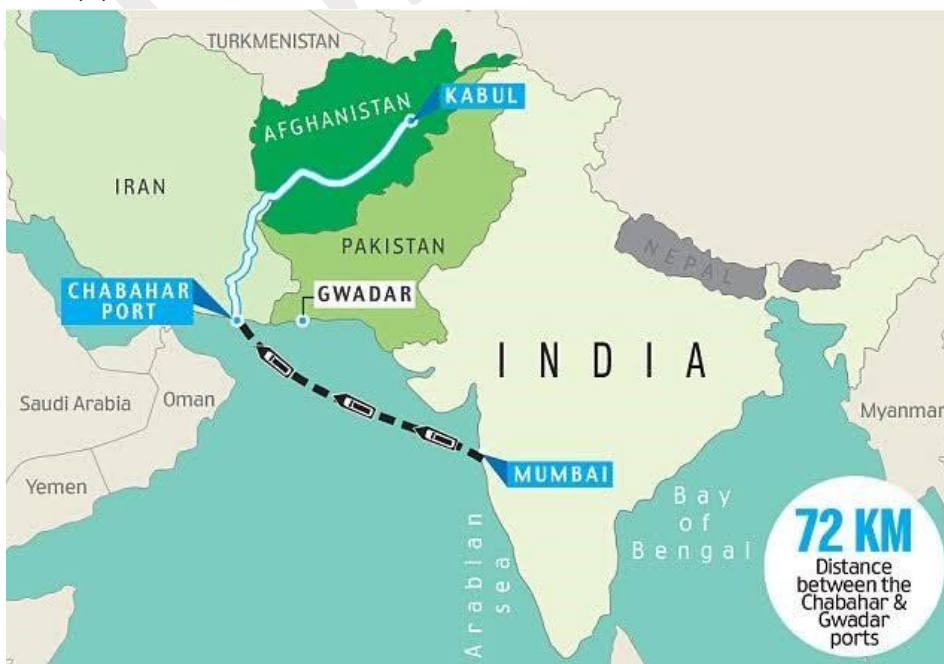 TURKMENISTAN
AFGHANISTAN
KABUL
IRAN
PAKISTAN
NEPAL
CHABAHAR
PORT
GWADAR
INDIA
Saudi Arabia
Oman
Myanmar
Yemen
MUMBAI
Arabian
sea
Bay
of
Bengal
72 KM
Distance
between the
Chabahar &
Gwadar
ports